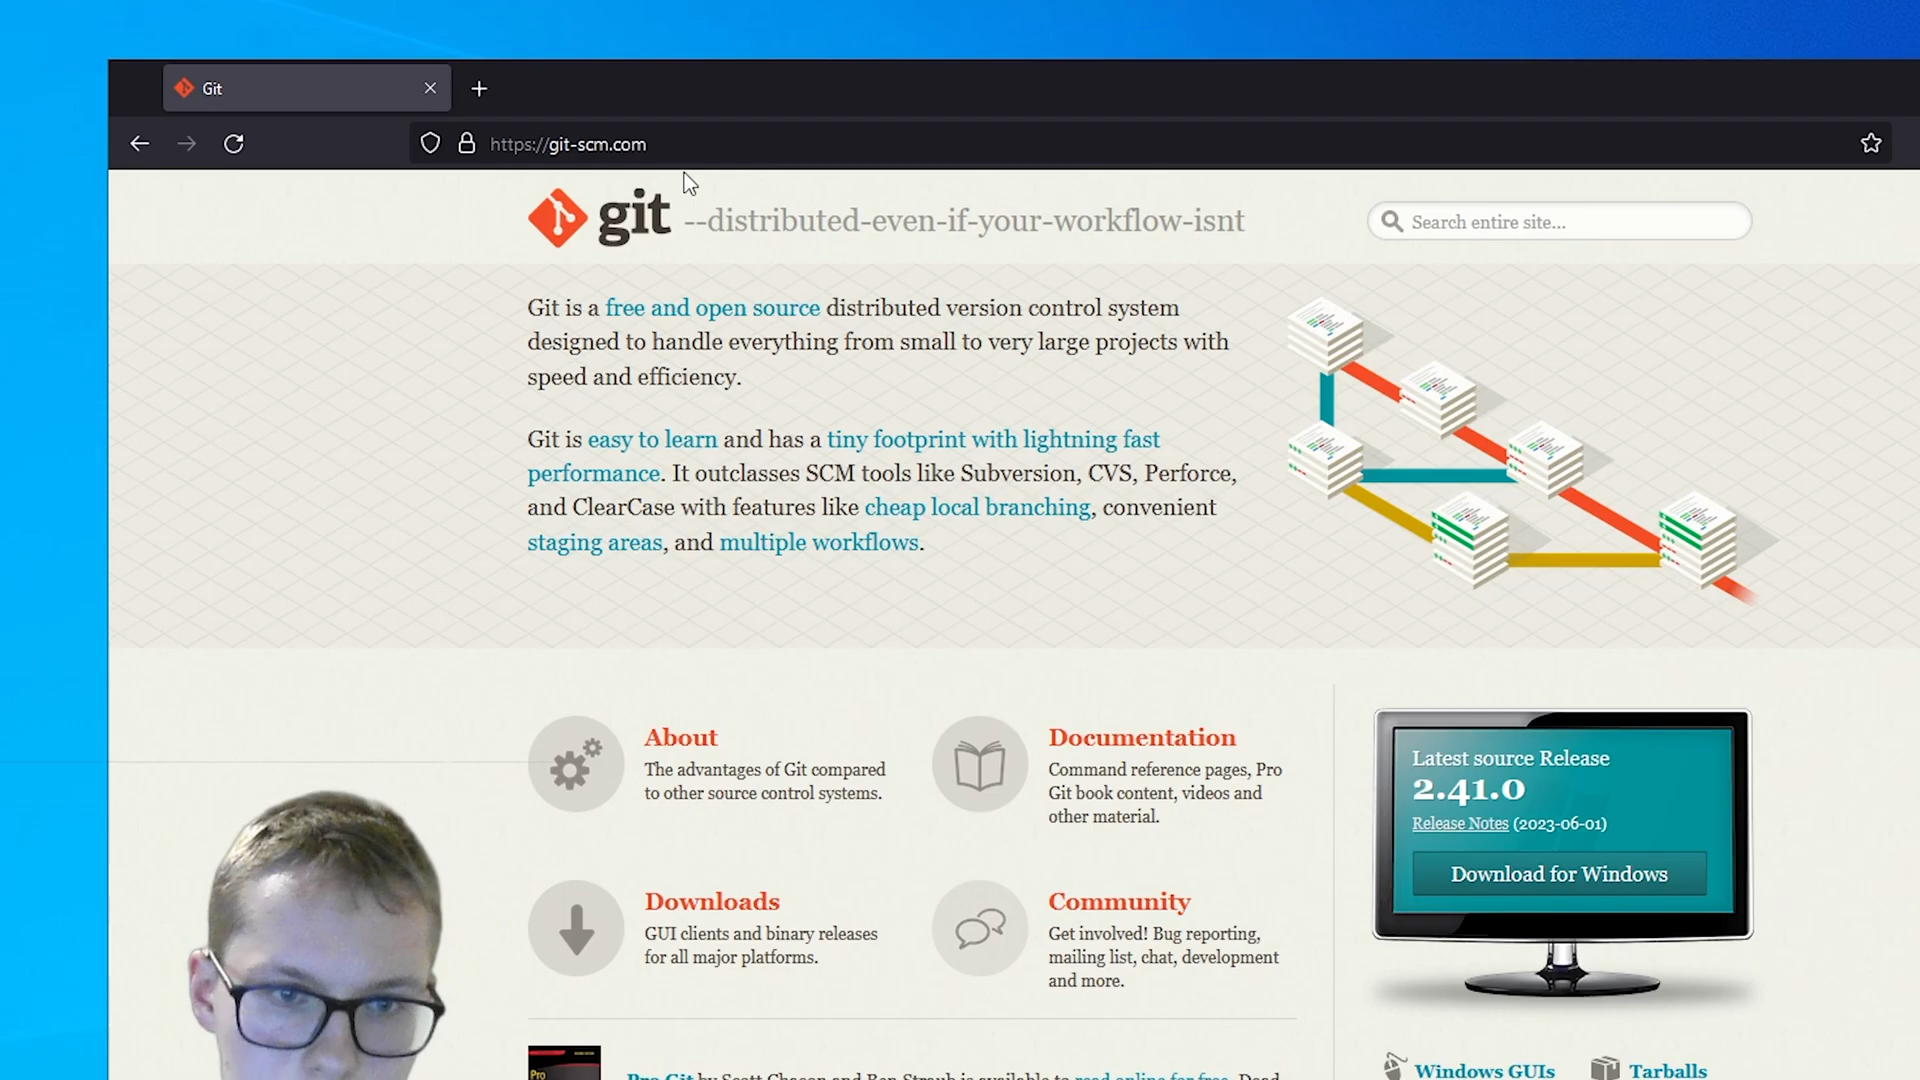 Git
https://git-scm.com
git --distributed-even-if-your-workflow-isnt
Search entire site...
Git is a free and open source distributed version control system
designed to handle everything from small to very large projects with
speed and efficiency.
Git is easy to learn and has a tiny footprint with lightning fast
performance. It outclasses SCM tools like Subversion, CVS, Perforce,
and ClearCase with features like cheap local branching, convenient
staging areas, and multiple workflows.
About
The advantages of Git compared
to other source control systems.
Documentation
Command reference pages, Pro
Git book content, videos and
other material.
Downloads
GUI clients and binary releases
for all major platforms.
Community
Get involved! Bug reporting,
mailing list, chat, development
and more.
Latest source Release
2.41.0
Release Notes (2023-06-01)
Download for Windows
Windows GUIs
Tarballs
Pro
Pro Git by Scott Chacon and Ben Straub is available to read online for free. Dead